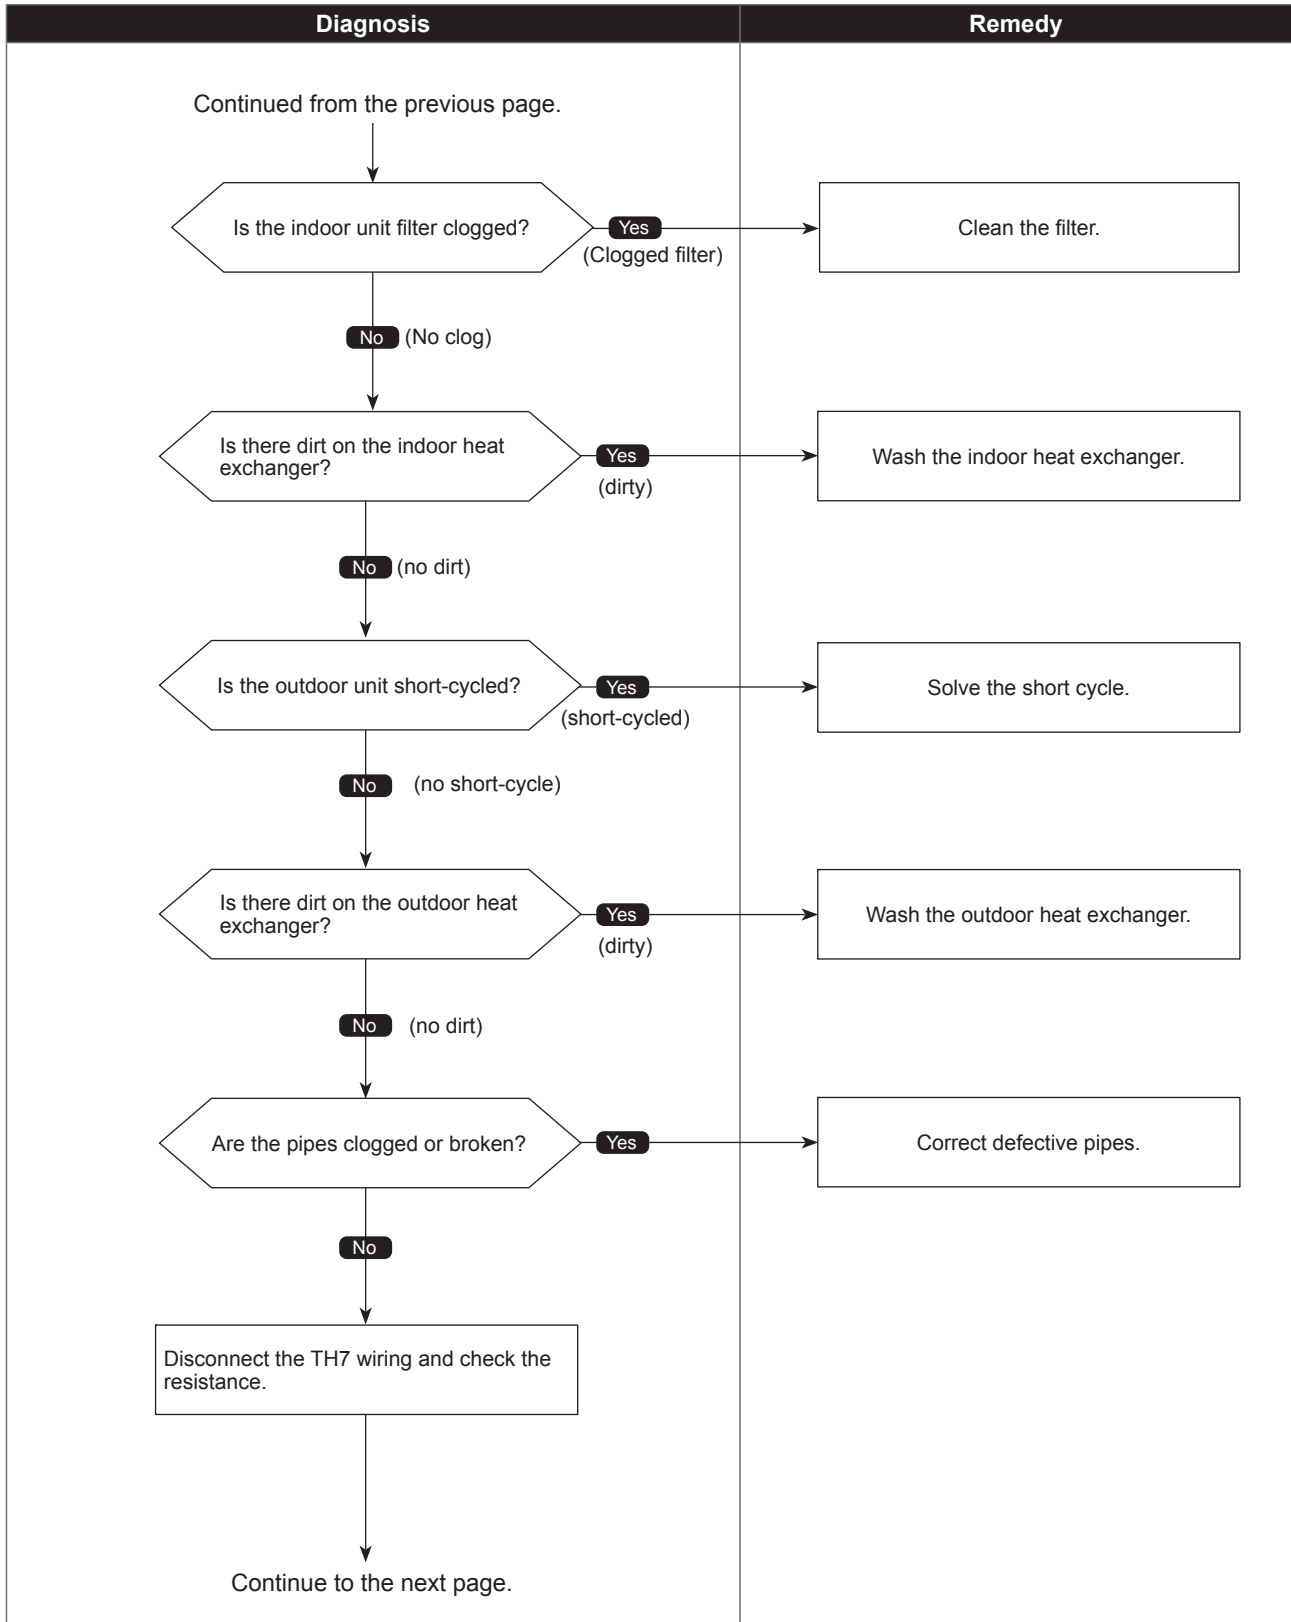 Diagnosis
Remedy
Continued from the previous page.
Is the indoor unit filter clogged?
Yes
(Clogged filter)
Clean the filter.
No
(No clog)
Is there dirt on the indoor heat
exchanger?
Yes
(dirty)
Wash the indoor heat exchanger.
No
(no dirt)
Is the outdoor unit short-cycled?
Yes
(short-cycled)
Solve the short cycle.
No
(no short-cycle)
Is there dirt on the outdoor heat
exchanger?
Yes
(dirty)
Wash the outdoor heat exchanger.
No
(no dirt)
Are the pipes clogged or broken?
Yes
Correct defective pipes.
No
Disconnect the TH7 wiring and check the
resistance.
Continue to the next page.